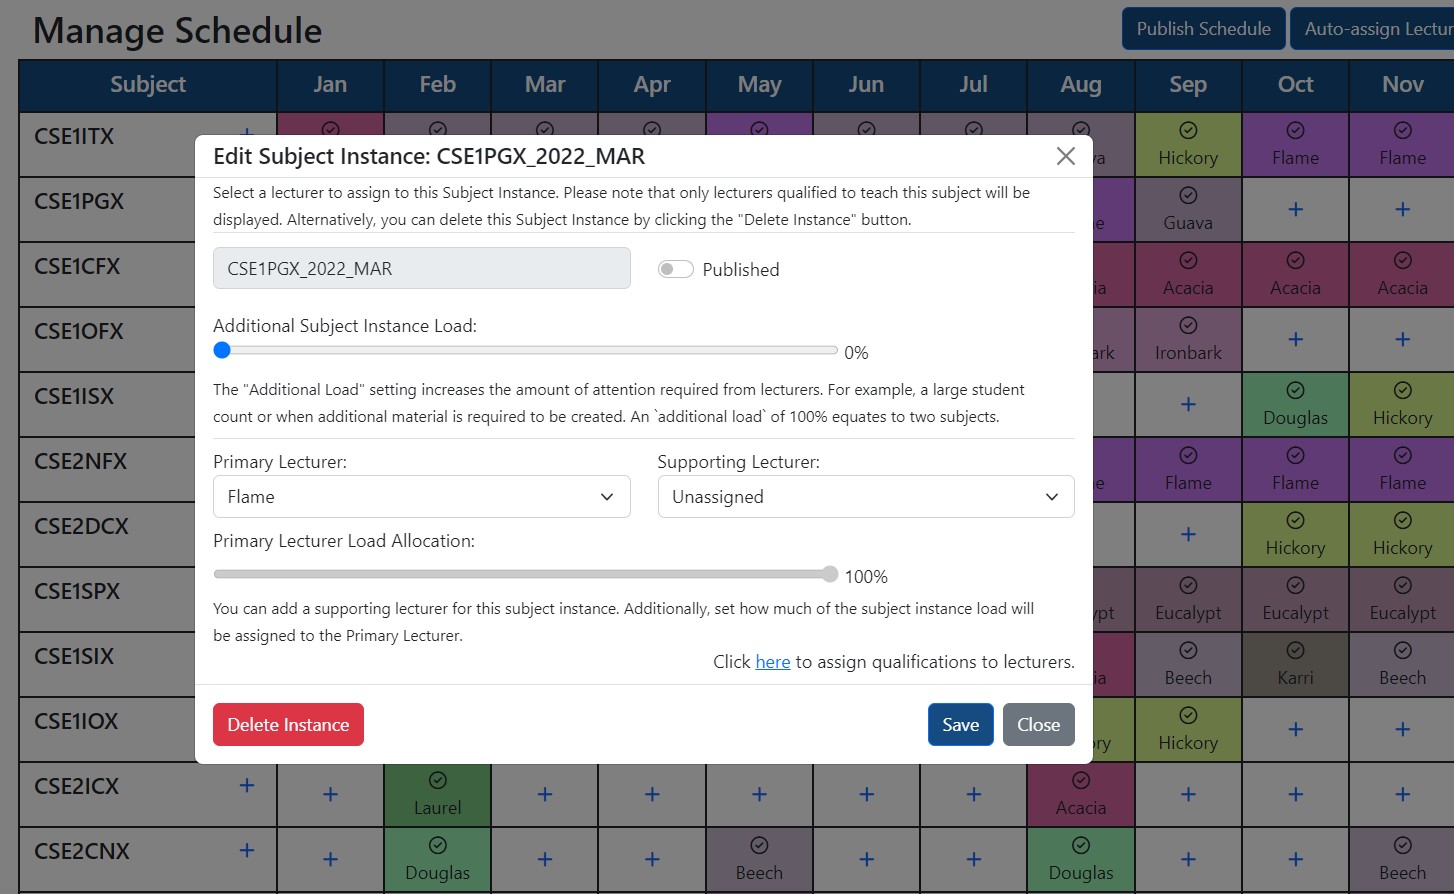 Manage Schedule
Publish Schedule
Auto-assign Lectur
Subject Jan Feb Mar Apr May Jun Jul Aug Sep Oct Nov
CSE1ITX + Hickory Flame Flame
Edit Subject Instance: CSE1PGX_2022_MAR
Select a lecturer to assign to this Subject Instance. Please note that only lecturers qualified to teach this subject will be
displayed. Alternatively, you can delete this Subject Instance by clicking the "Delete Instance" button.
CSE1PGX_2022_MAR
Published
Additional Subject Instance Load:
0%
The "Additional Load" setting increases the amount of attention required from lecturers. For example, a large student
count or when additional material is required to be created. An `additional load` of 100% equates to two subjects.
Primary Lecturer:
Flame
Supporting Lecturer:
Unassigned
Primary Lecturer Load Allocation:
100%
You can add a supporting lecturer for this subject instance. Additionally, set how much of the subject instance load will
be assigned to the Primary Lecturer.
Click here to assign qualifications to lecturers.
Delete Instance
Save
Close
CSE1PGX Guava + +
CSE1CFX Acacia Acacia Acacia
CSE1OFX Ironbark + +
CSE1ISX + Douglas Hickory
CSE2NFX Flame Flame Flame
CSE2DCX + Hickory Hickory
CSE1SPX Eucalypt Eucalypt Eucalypt
CSE1SIX Beech Karri Beech
CSE1IOX Hickory + +
CSE2ICX + + Laurel + + + + + Acacia + + +
CSE2CNX + + Douglas + + Beech + + Douglas + + Beech